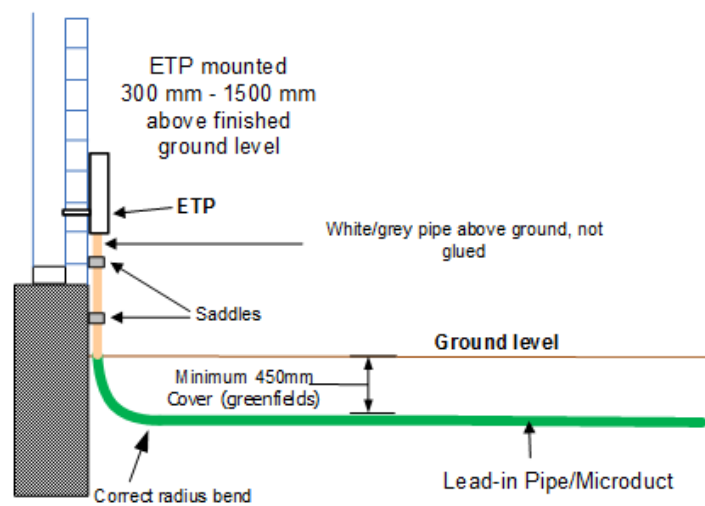 ETP mounted
300 mm - 1500 mm
above finished
ground level
ETP
White/grey pipe above ground, not
glued
Saddles
Ground level
Minimum 450mm
Cover (greenfields)
Lead-in Pipe/Microduct
Correct radius bend